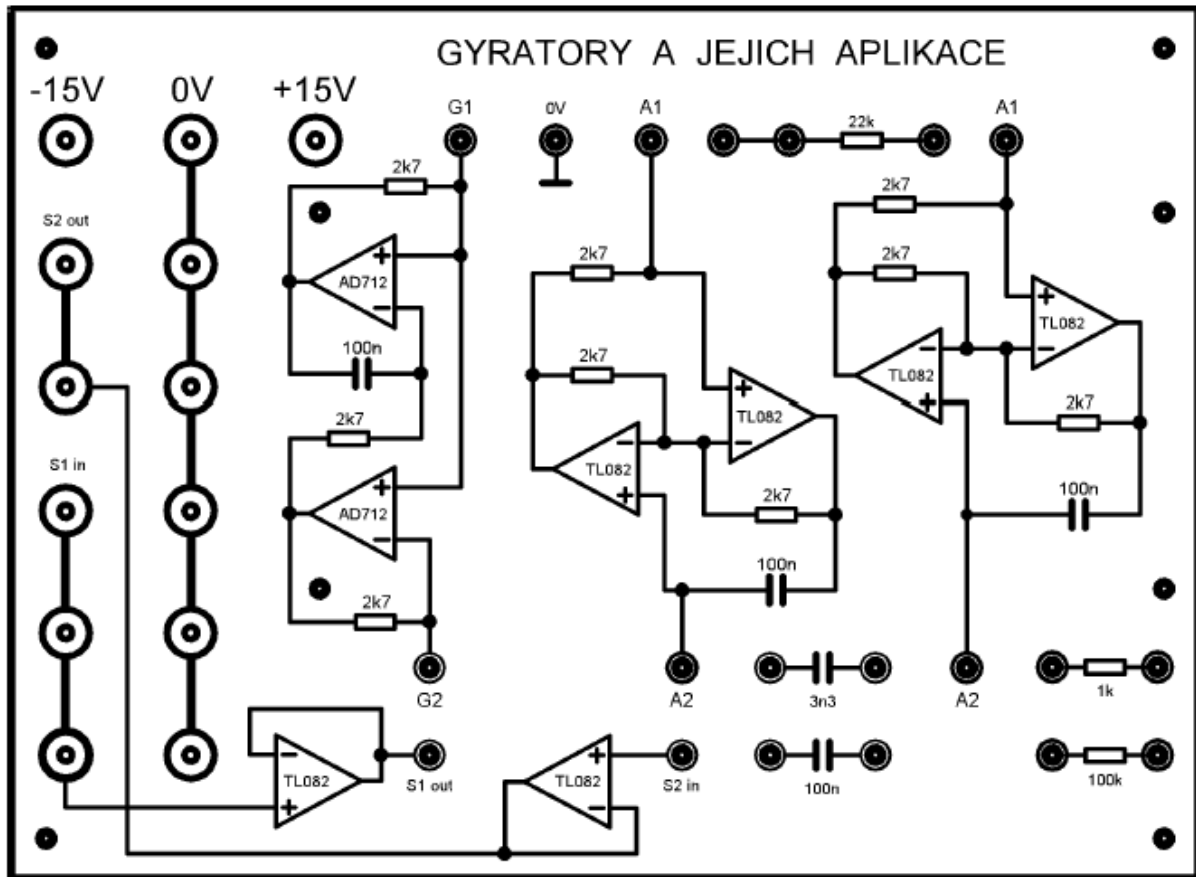 GYRATORY A JEJICH APLIKACE
-15V 0V +15V
G1 0V A1 22k A1
2k7
2k7
S2 out
+
AD712
−
2k7
2k7
+
TL082
−
100n
2k7
−
TL082
+
2k7
+
TL082
−
2k7
−
TL082
+
S1 in
+
AD712
−
2k7
100n
100n
2k7
G2 A2 3n3 A2 1k
−
TL082
+
S1 out
+
TL082
−
S2 in
100n
100k